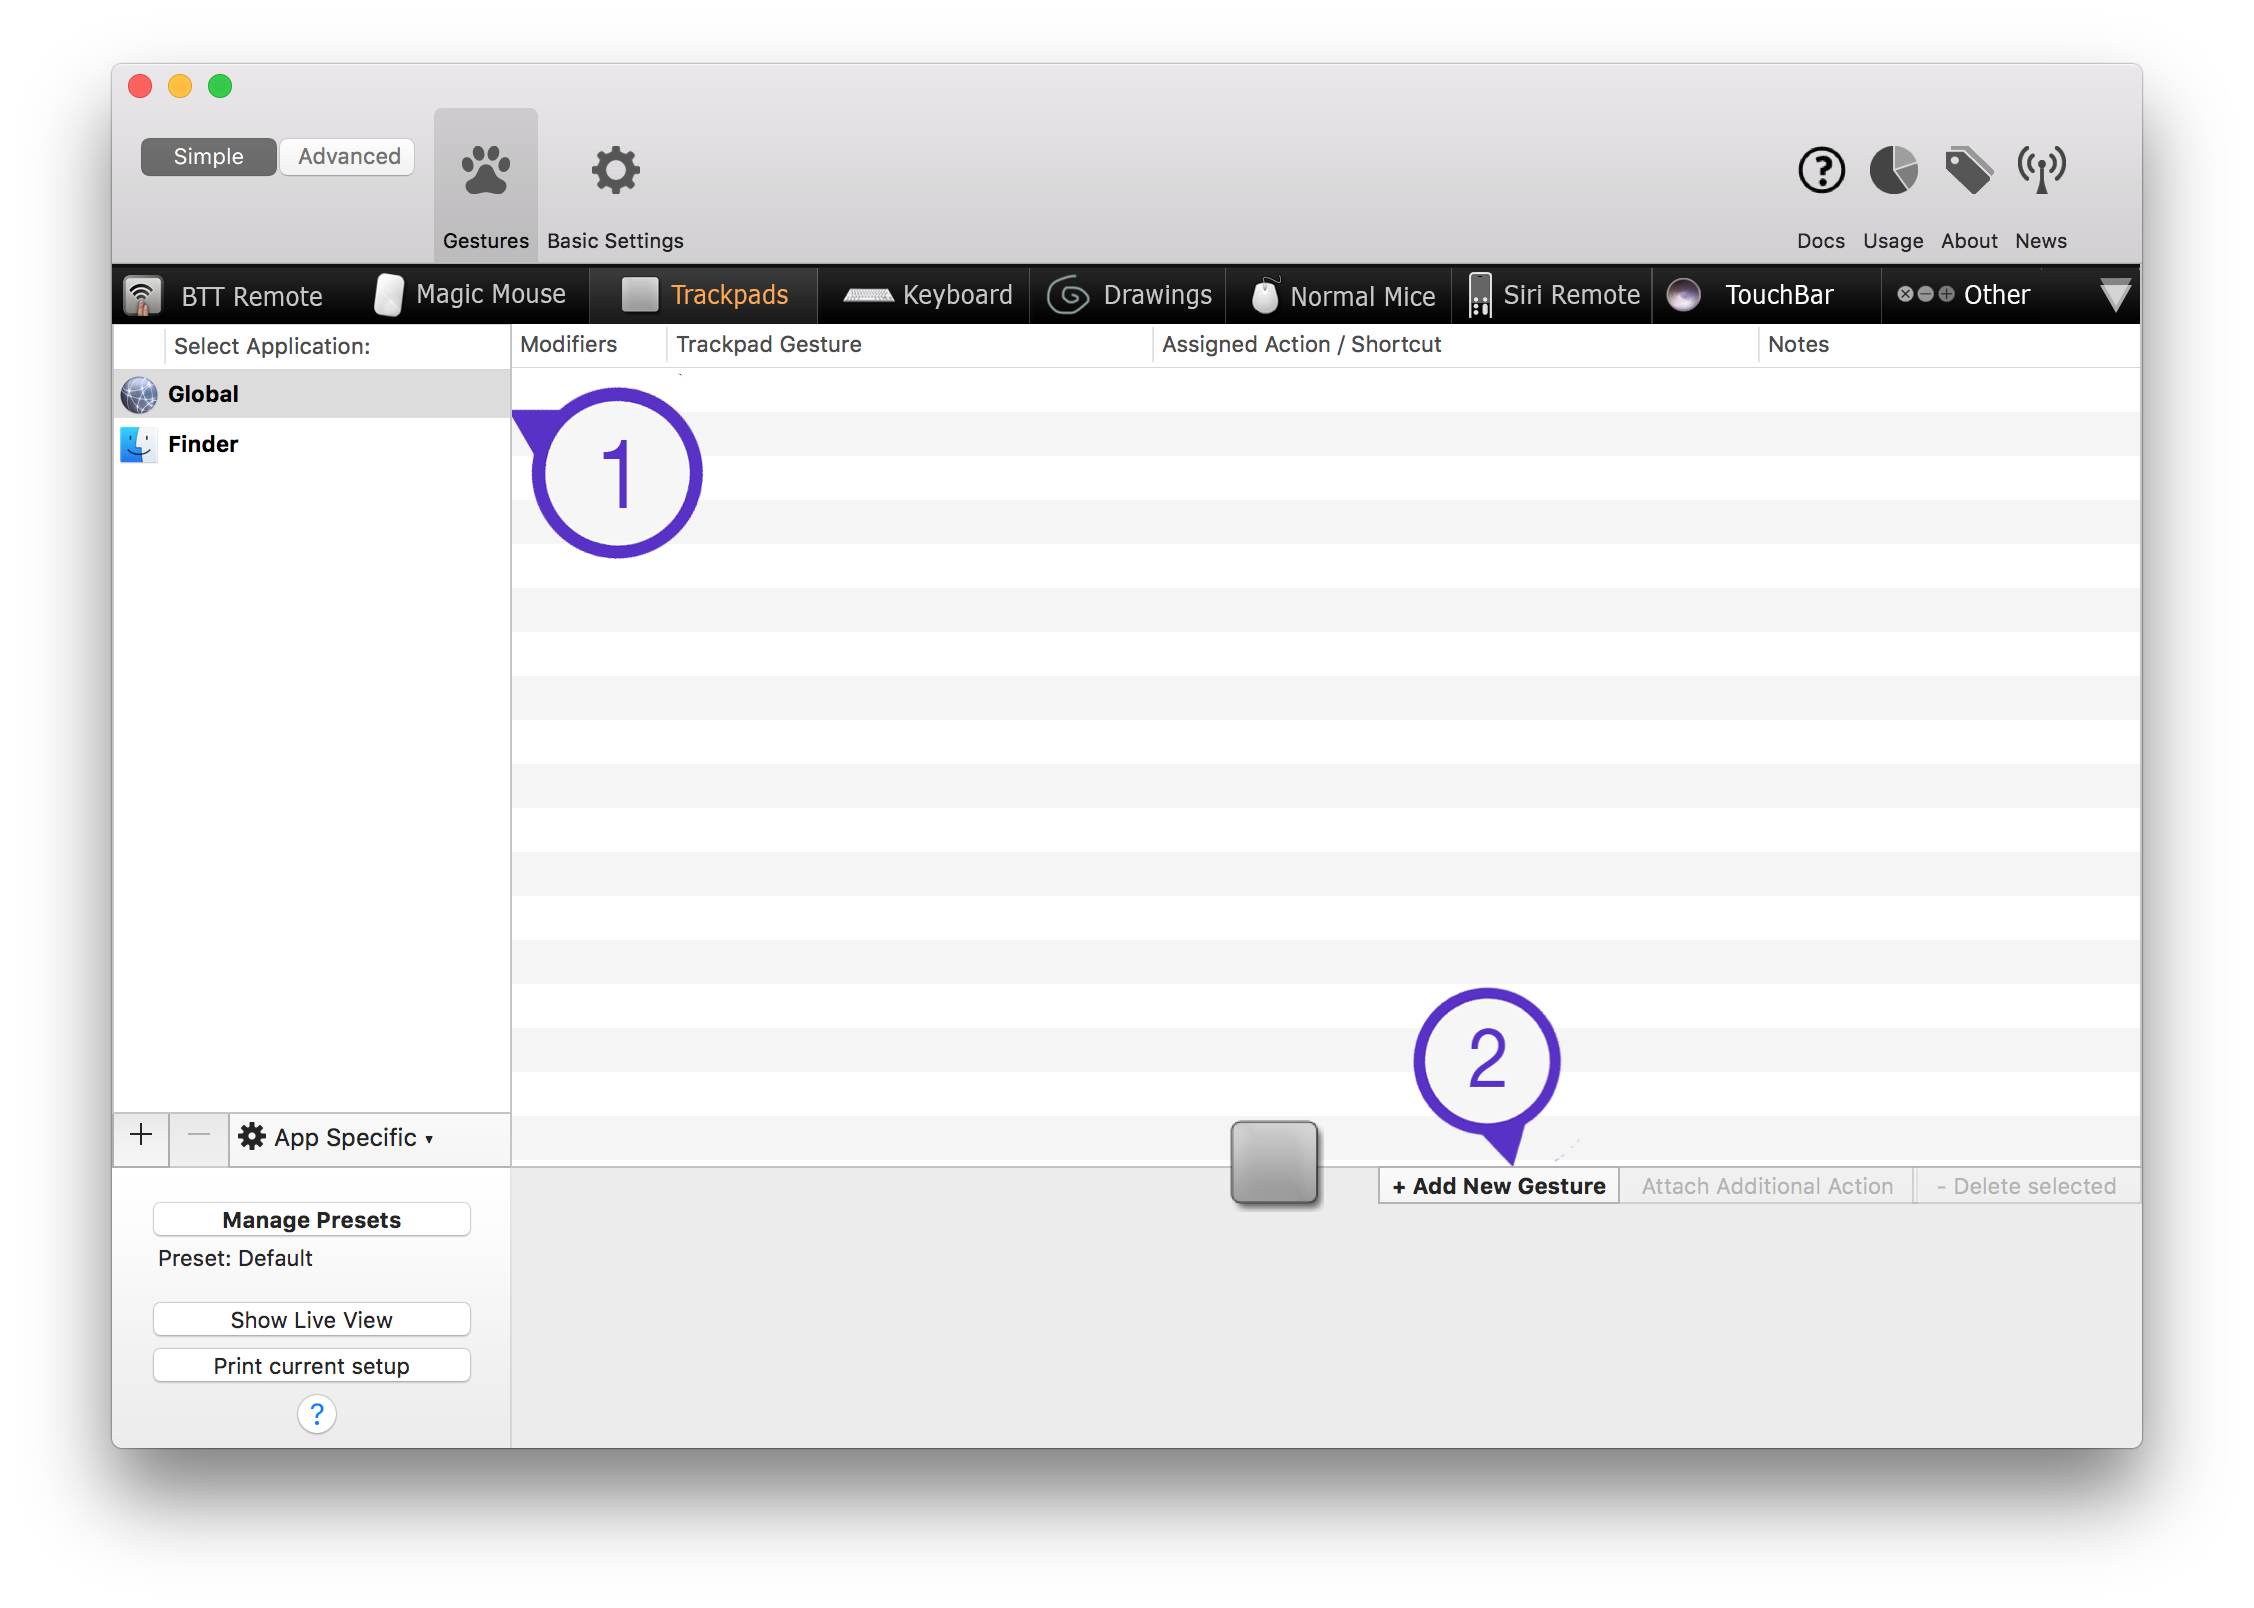 Simple Advanced
Gestures Basic Settings Docs Usage About News
BTT Remote Magic Mouse Trackpads Keyboard Drawings Normal Mice Siri Remote TouchBar Other
Select Application: Modifiers Trackpad Gesture Assigned Action / Shortcut Notes
Global
Finder
1
2
+ − App Specific ▾
+ Add New Gesture Attach Additional Action - Delete selected
Manage Presets
Preset: Default
Show Live View
Print current setup
?